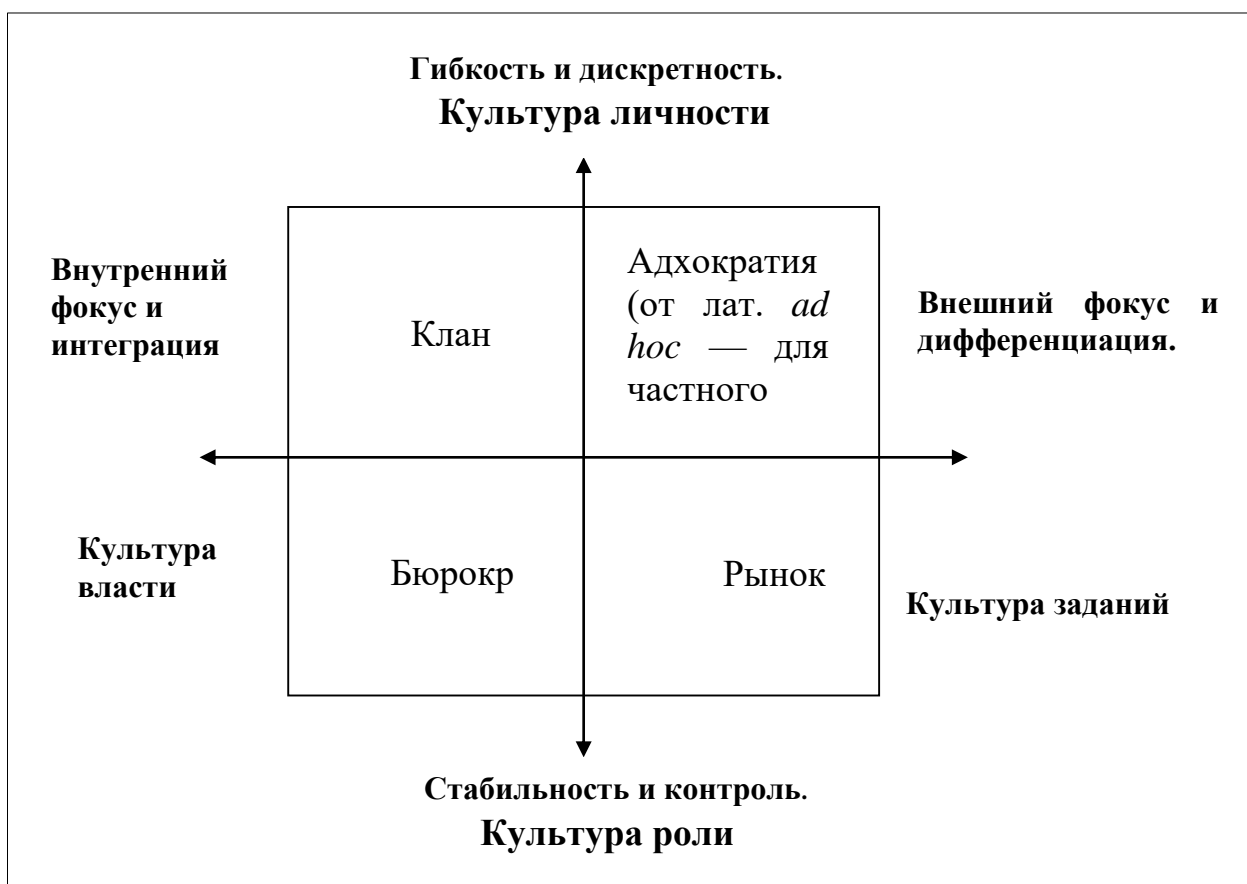 Гибкость и дискретность.
Культура личности
Внутренний
фокус и
интеграция
Клан
Адхократия
(от лат. ad
hoc — для
частного
Внешний фокус и
дифференциация.
Культура
власти
Бюрокр
Рынок
Культура заданий
Стабильность и контроль.
Культура роли